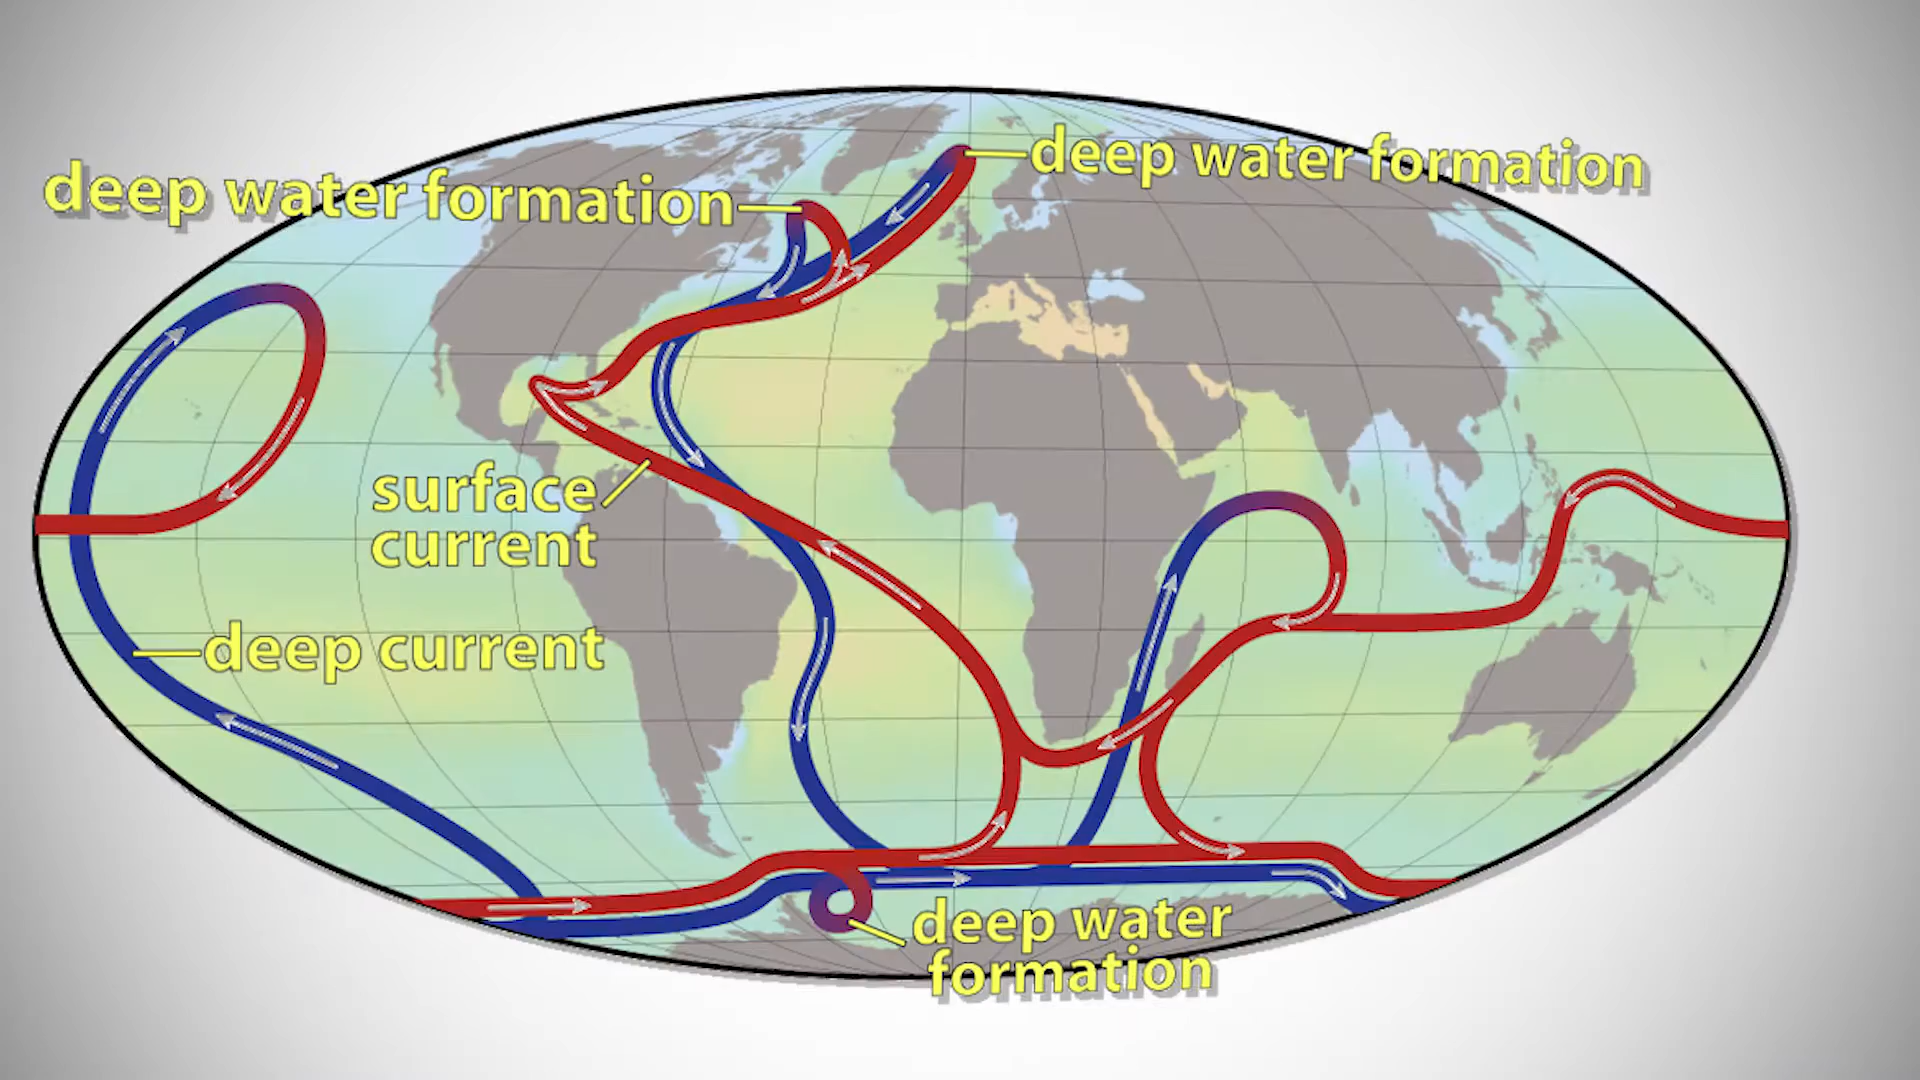 deep water formation
deep water formation
surface
current
deep current
deep water
formation